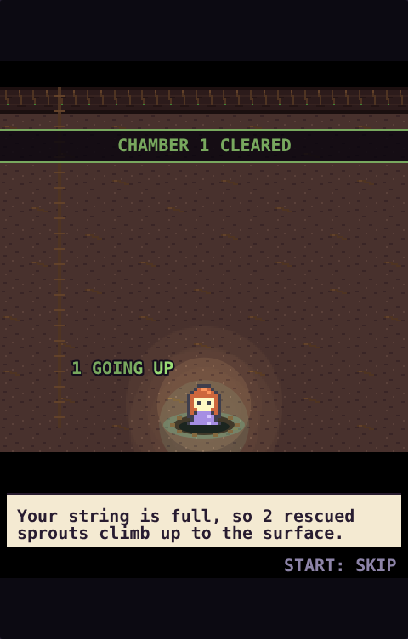 CHAMBER 1 CLEARED
1 GOING UP
Your string is full, so 2 rescued
sprouts climb up to the surface.
START: SKIP